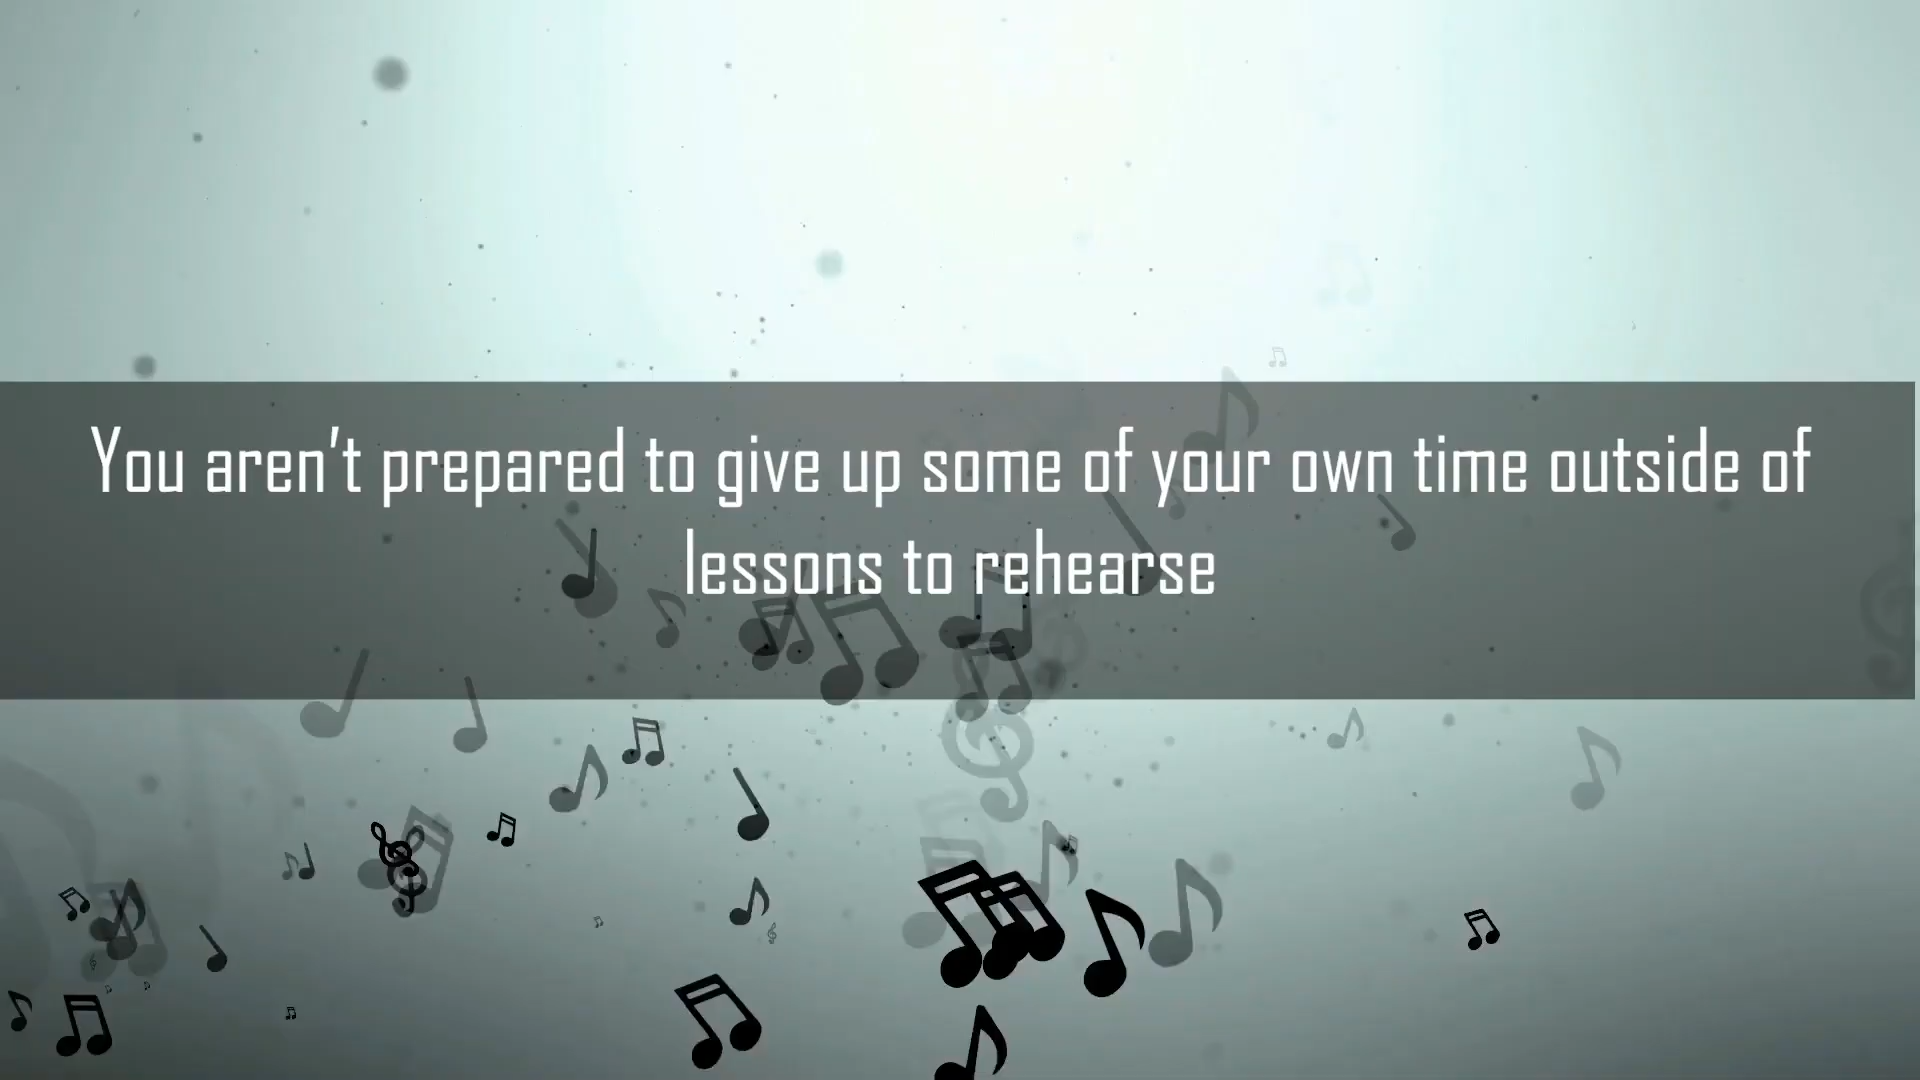 You aren't prepared to give up some of your own time outside of
lessons to rehearse